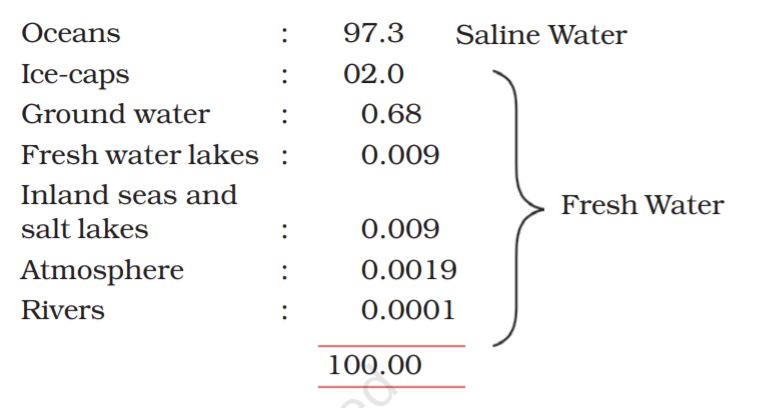 Oceans : 97.3 Saline Water
Ice-caps : 02.0
Ground water : 0.68
Fresh water lakes : 0.009
Inland seas and
salt lakes : 0.009
Fresh Water
Atmosphere : 0.0019
Rivers : 0.0001
100.00